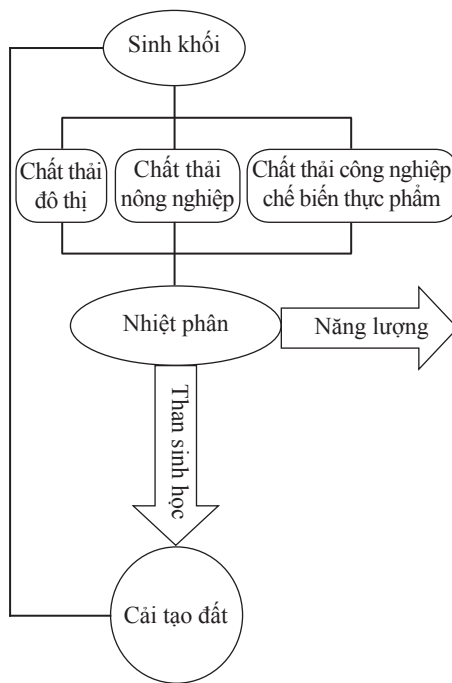 Sinh khối
Chất thải
đô thị
Chất thải
nông nghiệp
Chất thải công nghiệp
chế biến thực phẩm
Nhiệt phân
Năng lượng
Than sinh học
Cải tạo đất